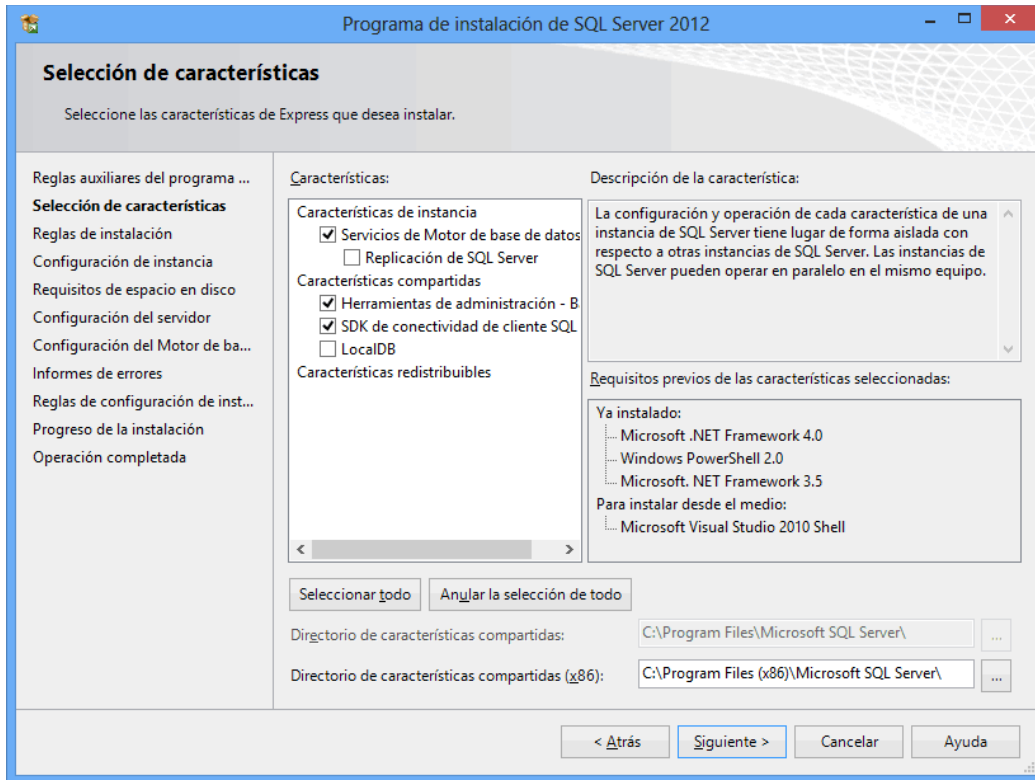 Programa de instalación de SQL Server 2012
Selección de características
Seleccione las características de Express que desea instalar.
Reglas auxiliares del programa ...
Selección de características
Reglas de instalación
Configuración de instancia
Requisitos de espacio en disco
Configuración del servidor
Configuración del Motor de ba...
Informes de errores
Reglas de configuración de inst...
Progreso de la instalación
Operación completada
Características:
Características de instancia
Servicios de Motor de base de datos
Replicación de SQL Server
Características compartidas
Herramientas de administración - B
SDK de conectividad de cliente SQL
LocalDB
Características redistribuibles
Descripción de la característica:
La configuración y operación de cada característica de una
instancia de SQL Server tiene lugar de forma aislada con
respecto a otras instancias de SQL Server. Las instancias de
SQL Server pueden operar en paralelo en el mismo equipo.
Requisitos previos de las características seleccionadas:
Ya instalado:
Microsoft .NET Framework 4.0
Windows PowerShell 2.0
Microsoft. NET Framework 3.5
Para instalar desde el medio:
Microsoft Visual Studio 2010 Shell
Seleccionar todo
Anular la selección de todo
Directorio de características compartidas:
C:\Program Files\Microsoft SQL Server\
...
Directorio de características compartidas (x86):
C:\Program Files (x86)\Microsoft SQL Server\
...
< Atrás
Siguiente >
Cancelar
Ayuda